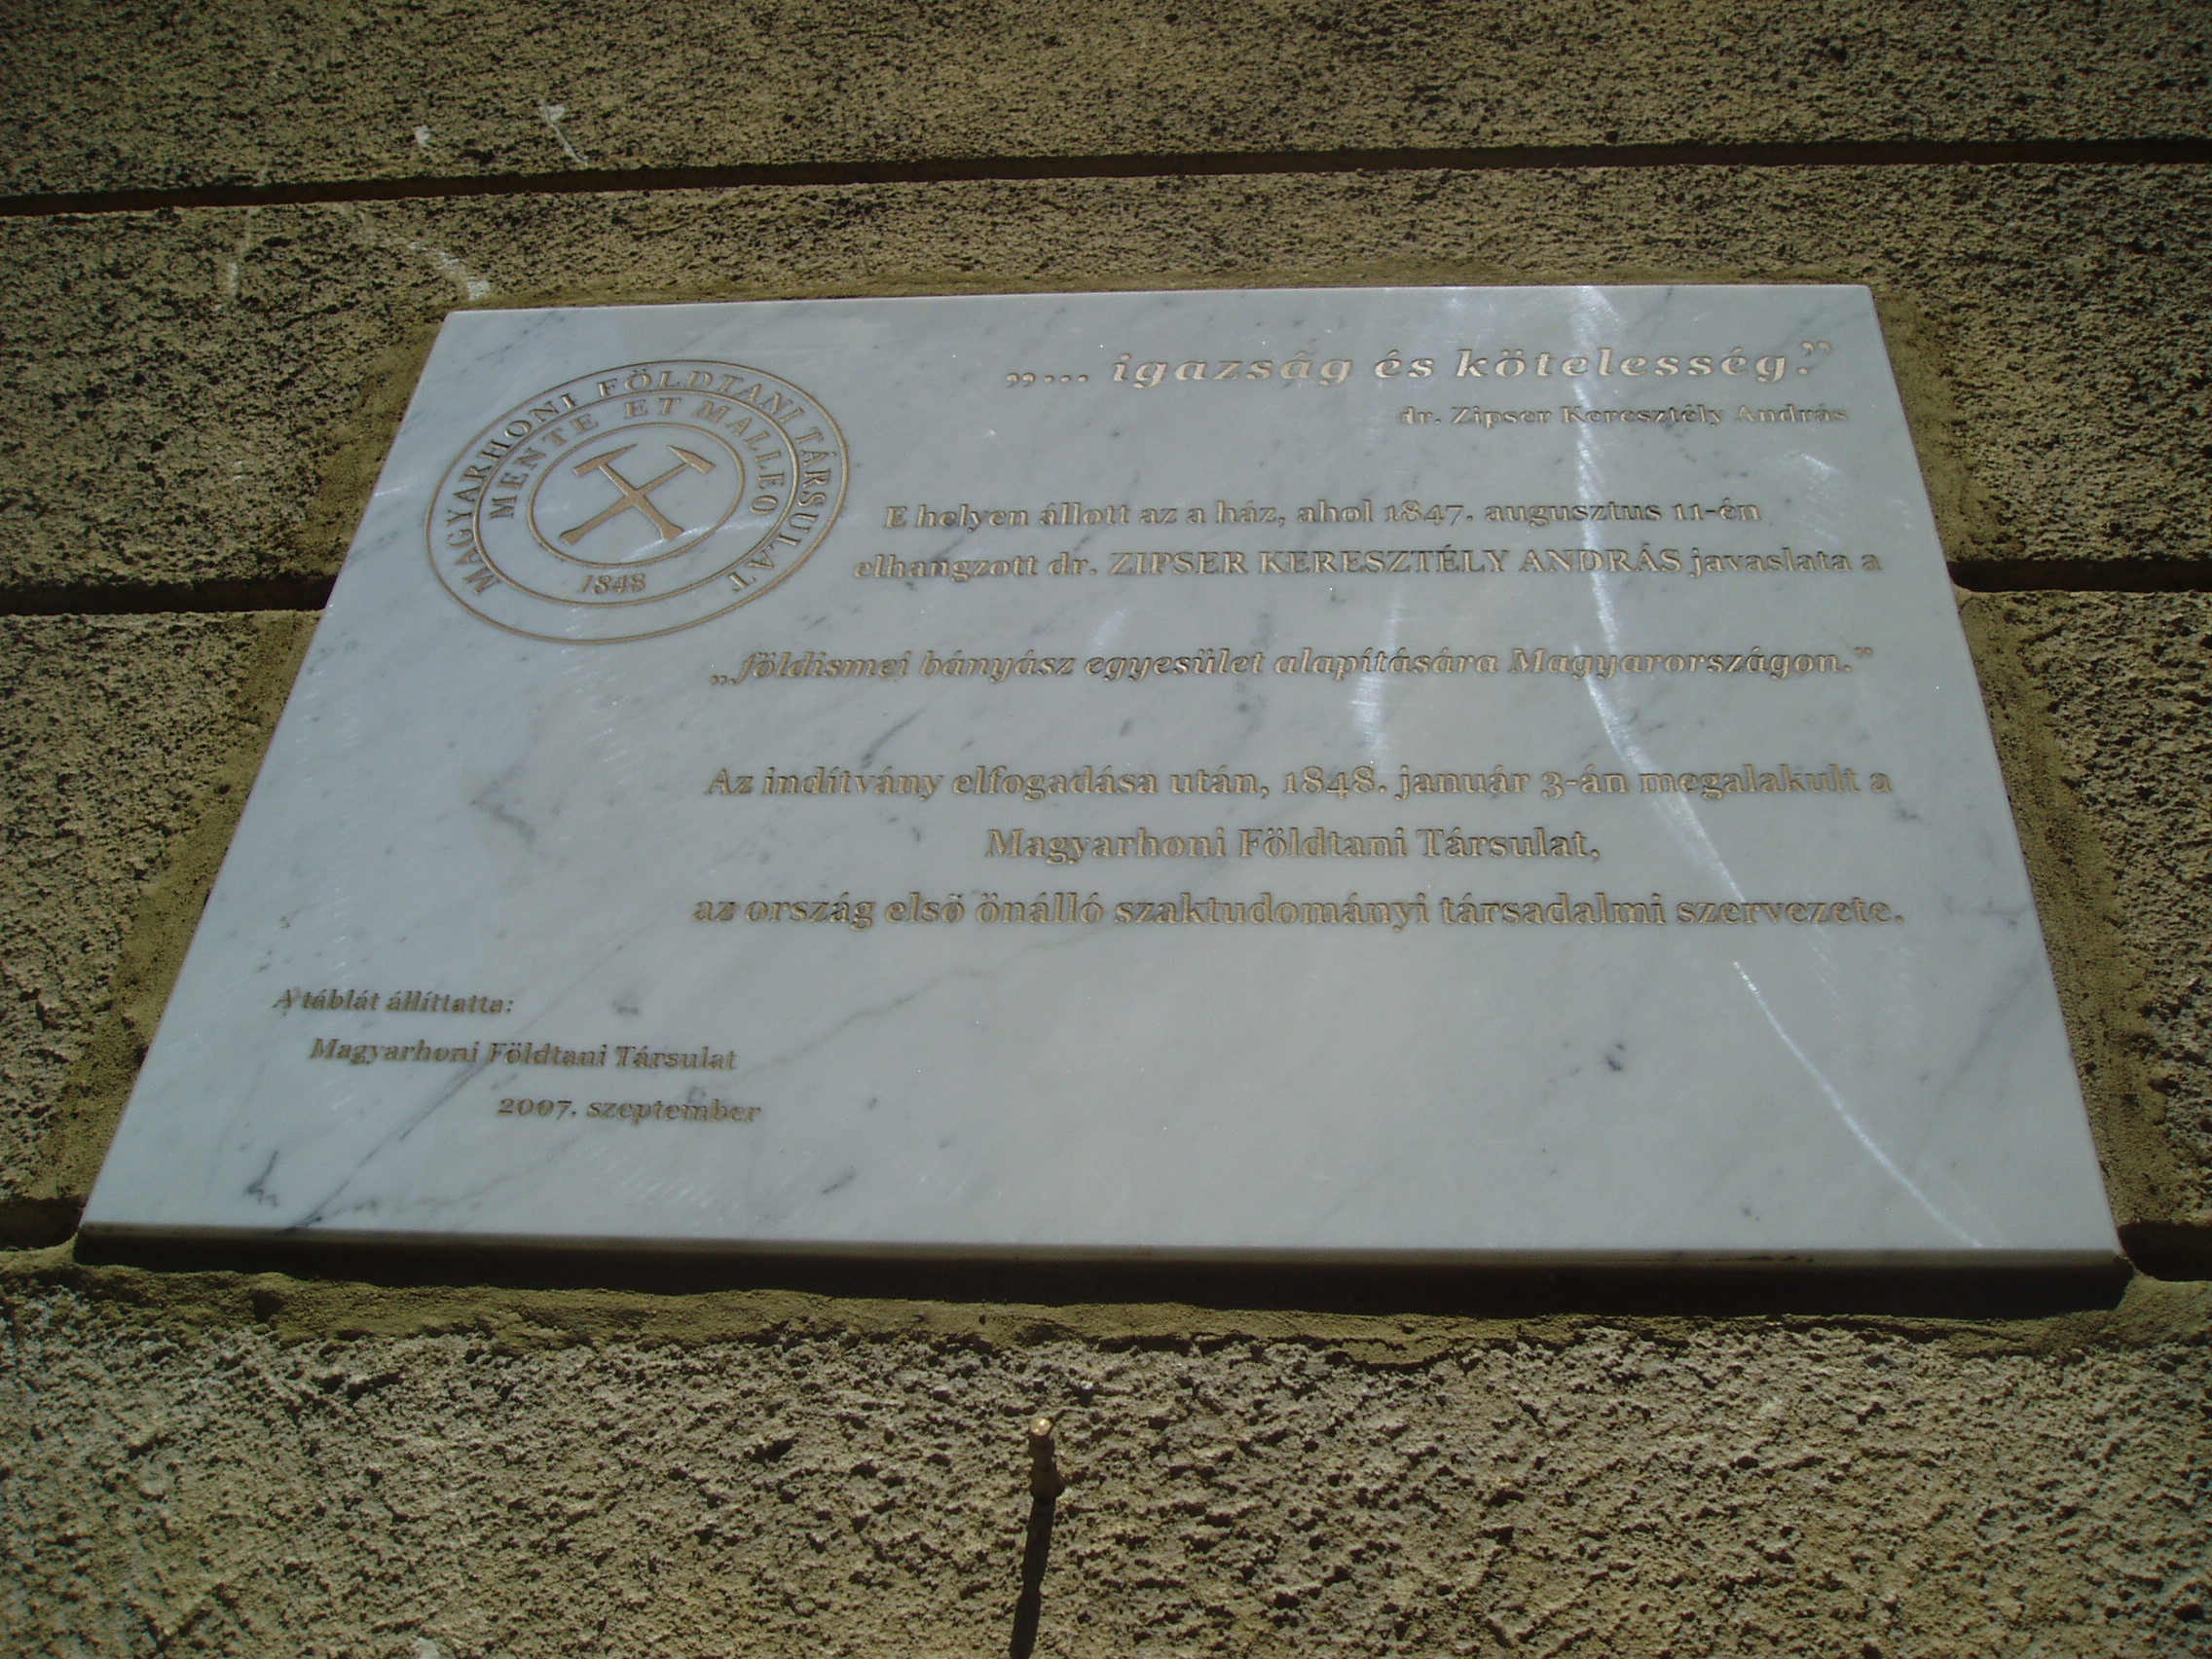 MAGYARHONI FÖLDTANI TÁRSULAT
MENTE ET MALLEO
1848
„... igazság és kötelesség.”
dr. Zipser Keresztély András
E helyen állott az a ház, ahol 1847. augusztus 11-én
elhangzott dr. ZIPSER KERESZTÉLY ANDRÁS javaslata a
„földismei bányász egyesület alapítására Magyarországon.”
Az indítvány elfogadása után, 1848. január 3-án megalakult a
Magyarhoni Földtani Társulat,
az ország első önálló szaktudományi társadalmi szervezete.
A táblát állíttatta:
Magyarhoni Földtani Társulat
2007. szeptember